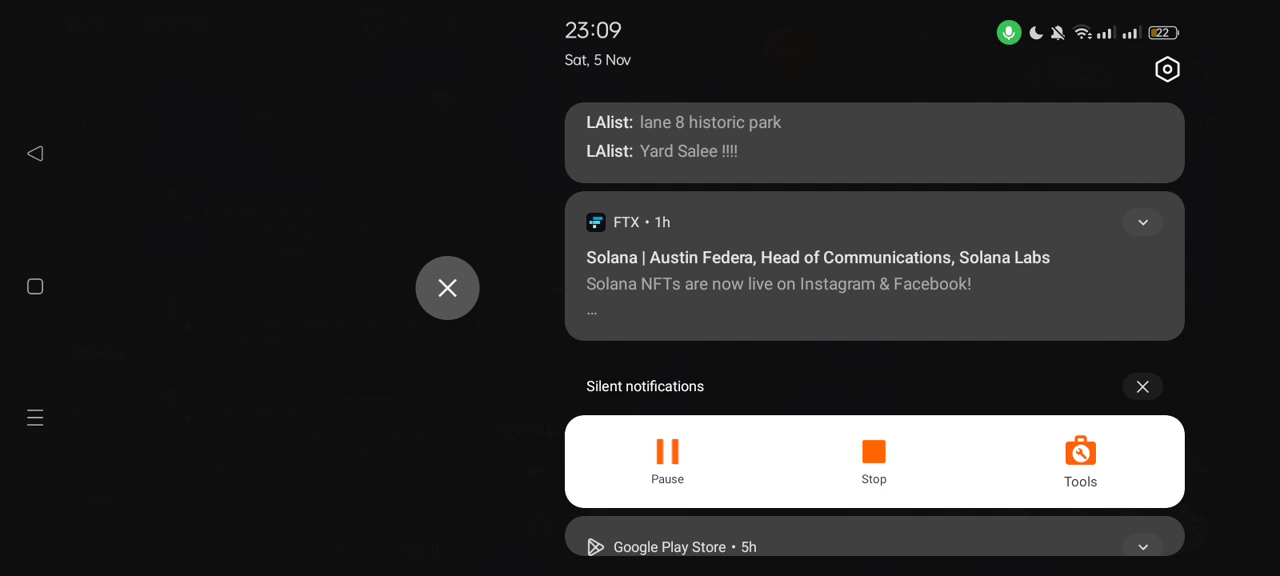 23:09
22
Sat, 5 Nov
LAlist: lane 8 historic park
LAlist: Yard Salee !!!!
FTX • 1h
Solana | Austin Federa, Head of Communications, Solana Labs
Solana NFTs are now live on Instagram & Facebook!
...
Silent notifications
Pause
Stop
Tools
Google Play Store • 5h